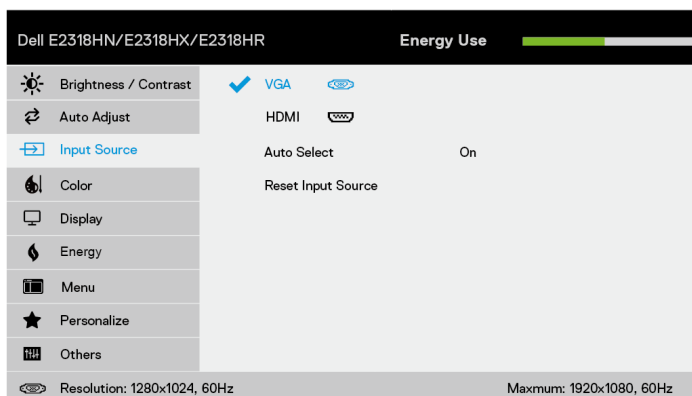 Dell E2318HN/E2318HX/E2318HR Energy Use
Brightness / Contrast VGA
Auto Adjust HDMI
Input Source Auto Select On
Color Reset Input Source
Display
Energy
Menu
Personalize
Others
Resolution: 1280x1024, 60Hz Maxmum: 1920x1080, 60Hz